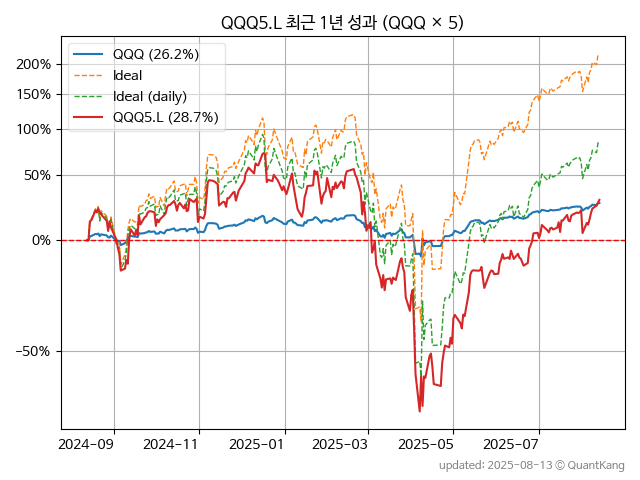 QQQ5.L 최근 1년 성과 (QQQ × 5)
QQQ (26.2%)
Ideal
Ideal (daily)
QQQ5.L (28.7%)
200%
150%
100%
50%
0%
−50%
2024−09
2024−11
2025−01
2025−03
2025−05
2025−07
updated: 2025-08-13 © QuantKang